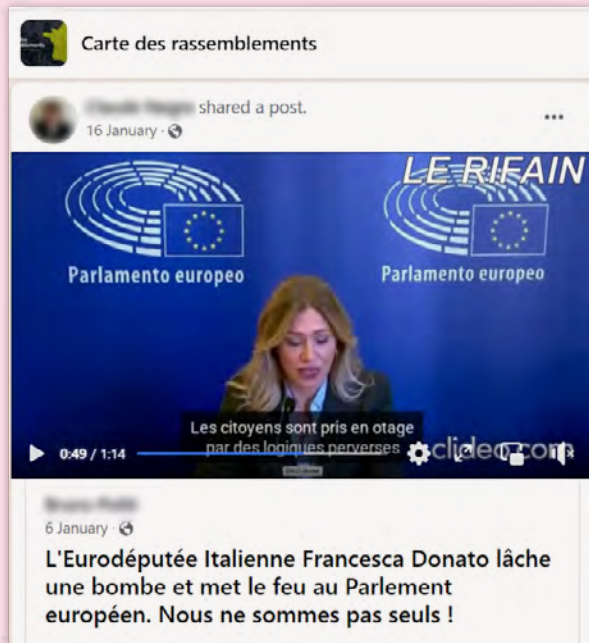 Carte des rassemblements
shared a post.
16 January
LE RIFAIN
Parlamento europeo
Parlamento europeo
Les citoyens sont pris en otage
par des logiques perverses
0:49 / 1:14
clideo.com
6 January
L'Eurodéputée Italienne Francesca Donato lâche
une bombe et met le feu au Parlement
européen. Nous ne sommes pas seuls !